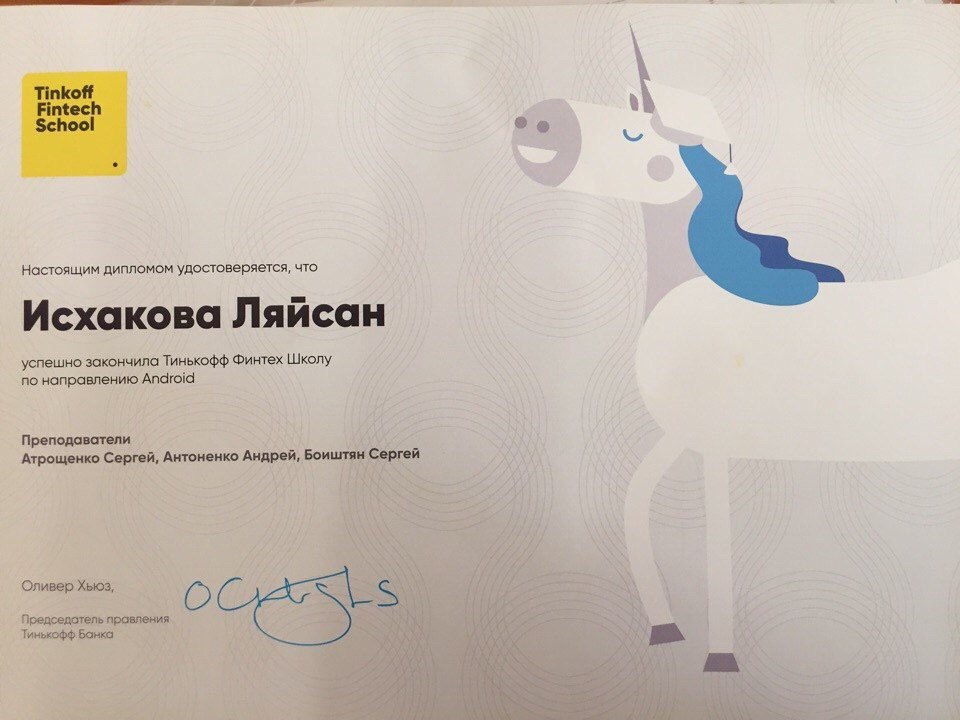 Tinkoff
Fintech
School
Настоящим дипломом удостоверяется, что
Исхакова Ляйсан
успешно закончила Тинькофф Финтех Школу
по направлению Android
Преподаватели
Атрощенко Сергей, Антоненко Андрей, Боиштян Сергей
Оливер Хьюз,
Председатель правления
Тинькофф Банка